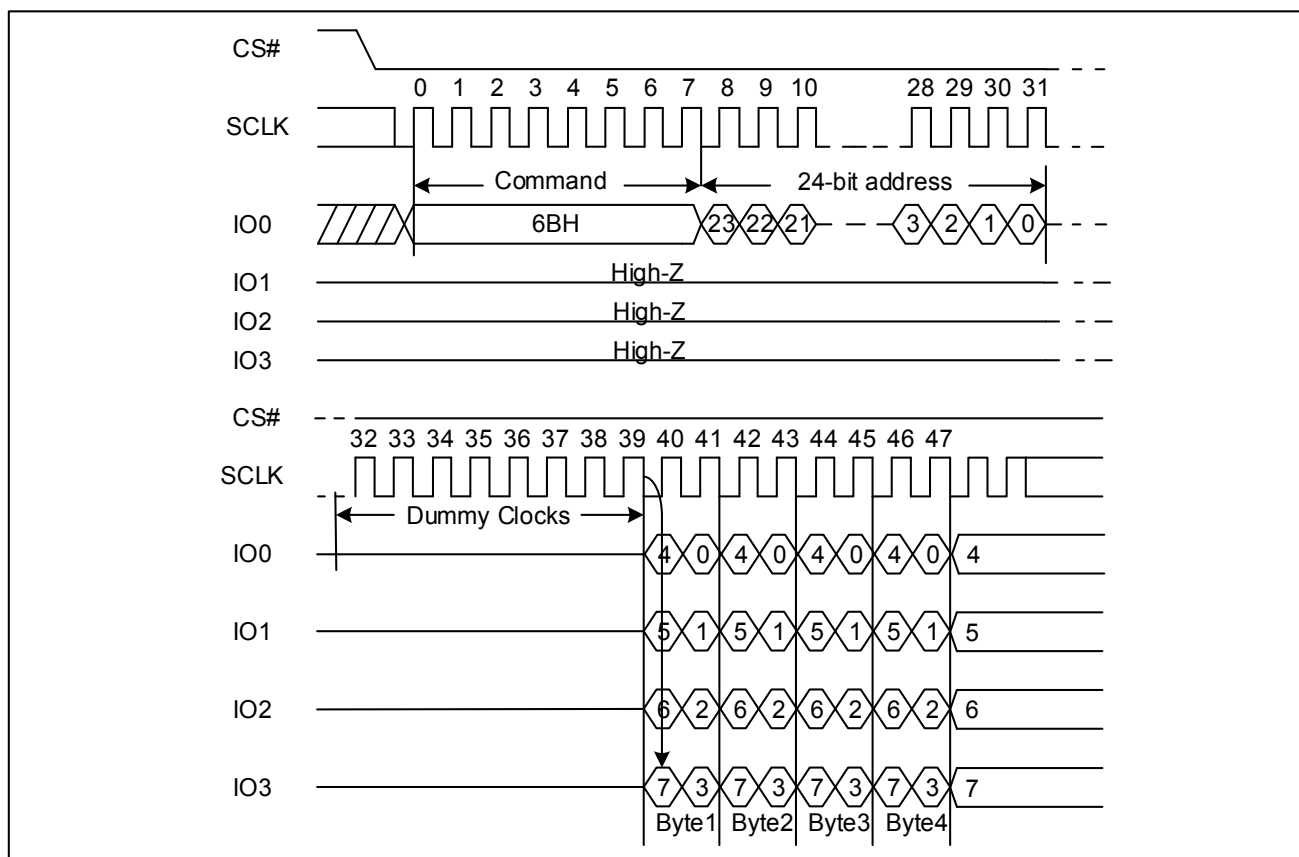 CS#
0 1 2 3 4 5 6 7 8 9 10 28 29 30 31
SCLK
Command 24-bit address
IO0 6BH 23 22 21 3 2 1 0
IO1 High-Z
IO2 High-Z
IO3 High-Z
CS#
32 33 34 35 36 37 38 39 40 41 42 43 44 45 46 47
SCLK
Dummy Clocks
IO0 4 0 4 0 4 0 4 0 4
IO1 5 1 5 1 5 1 5 1 5
IO2 6 2 6 2 6 2 6 2 6
IO3 7 3 7 3 7 3 7 3 7
Byte1 Byte2 Byte3 Byte4